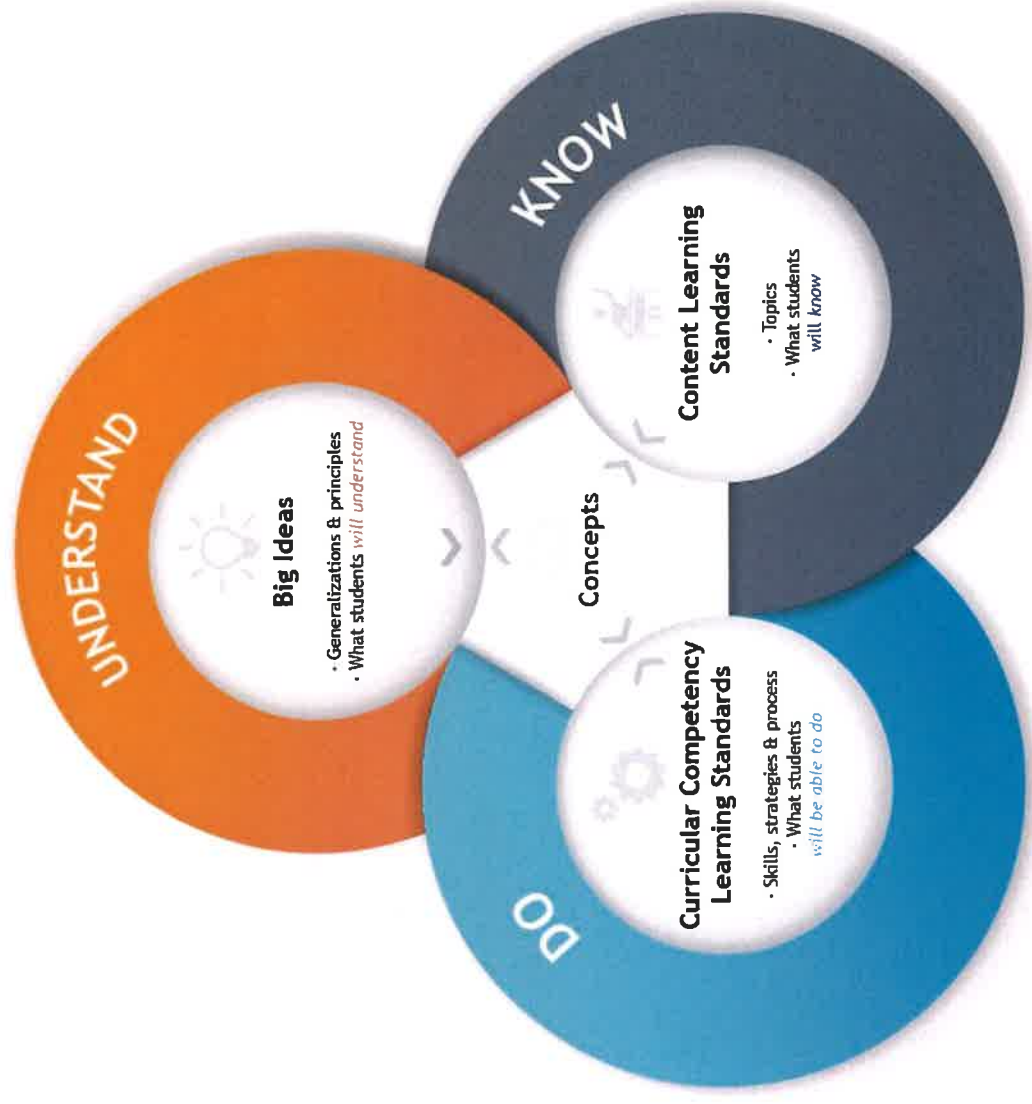 UNDERSTAND
Big Ideas
· Generalizations & principles
· What students will understand
Concepts
DO
Curricular Competency
Learning Standards
· Skills, strategies & process
· What students
will be able to do
KNOW
Content Learning
Standards
· Topics
· What students
will know